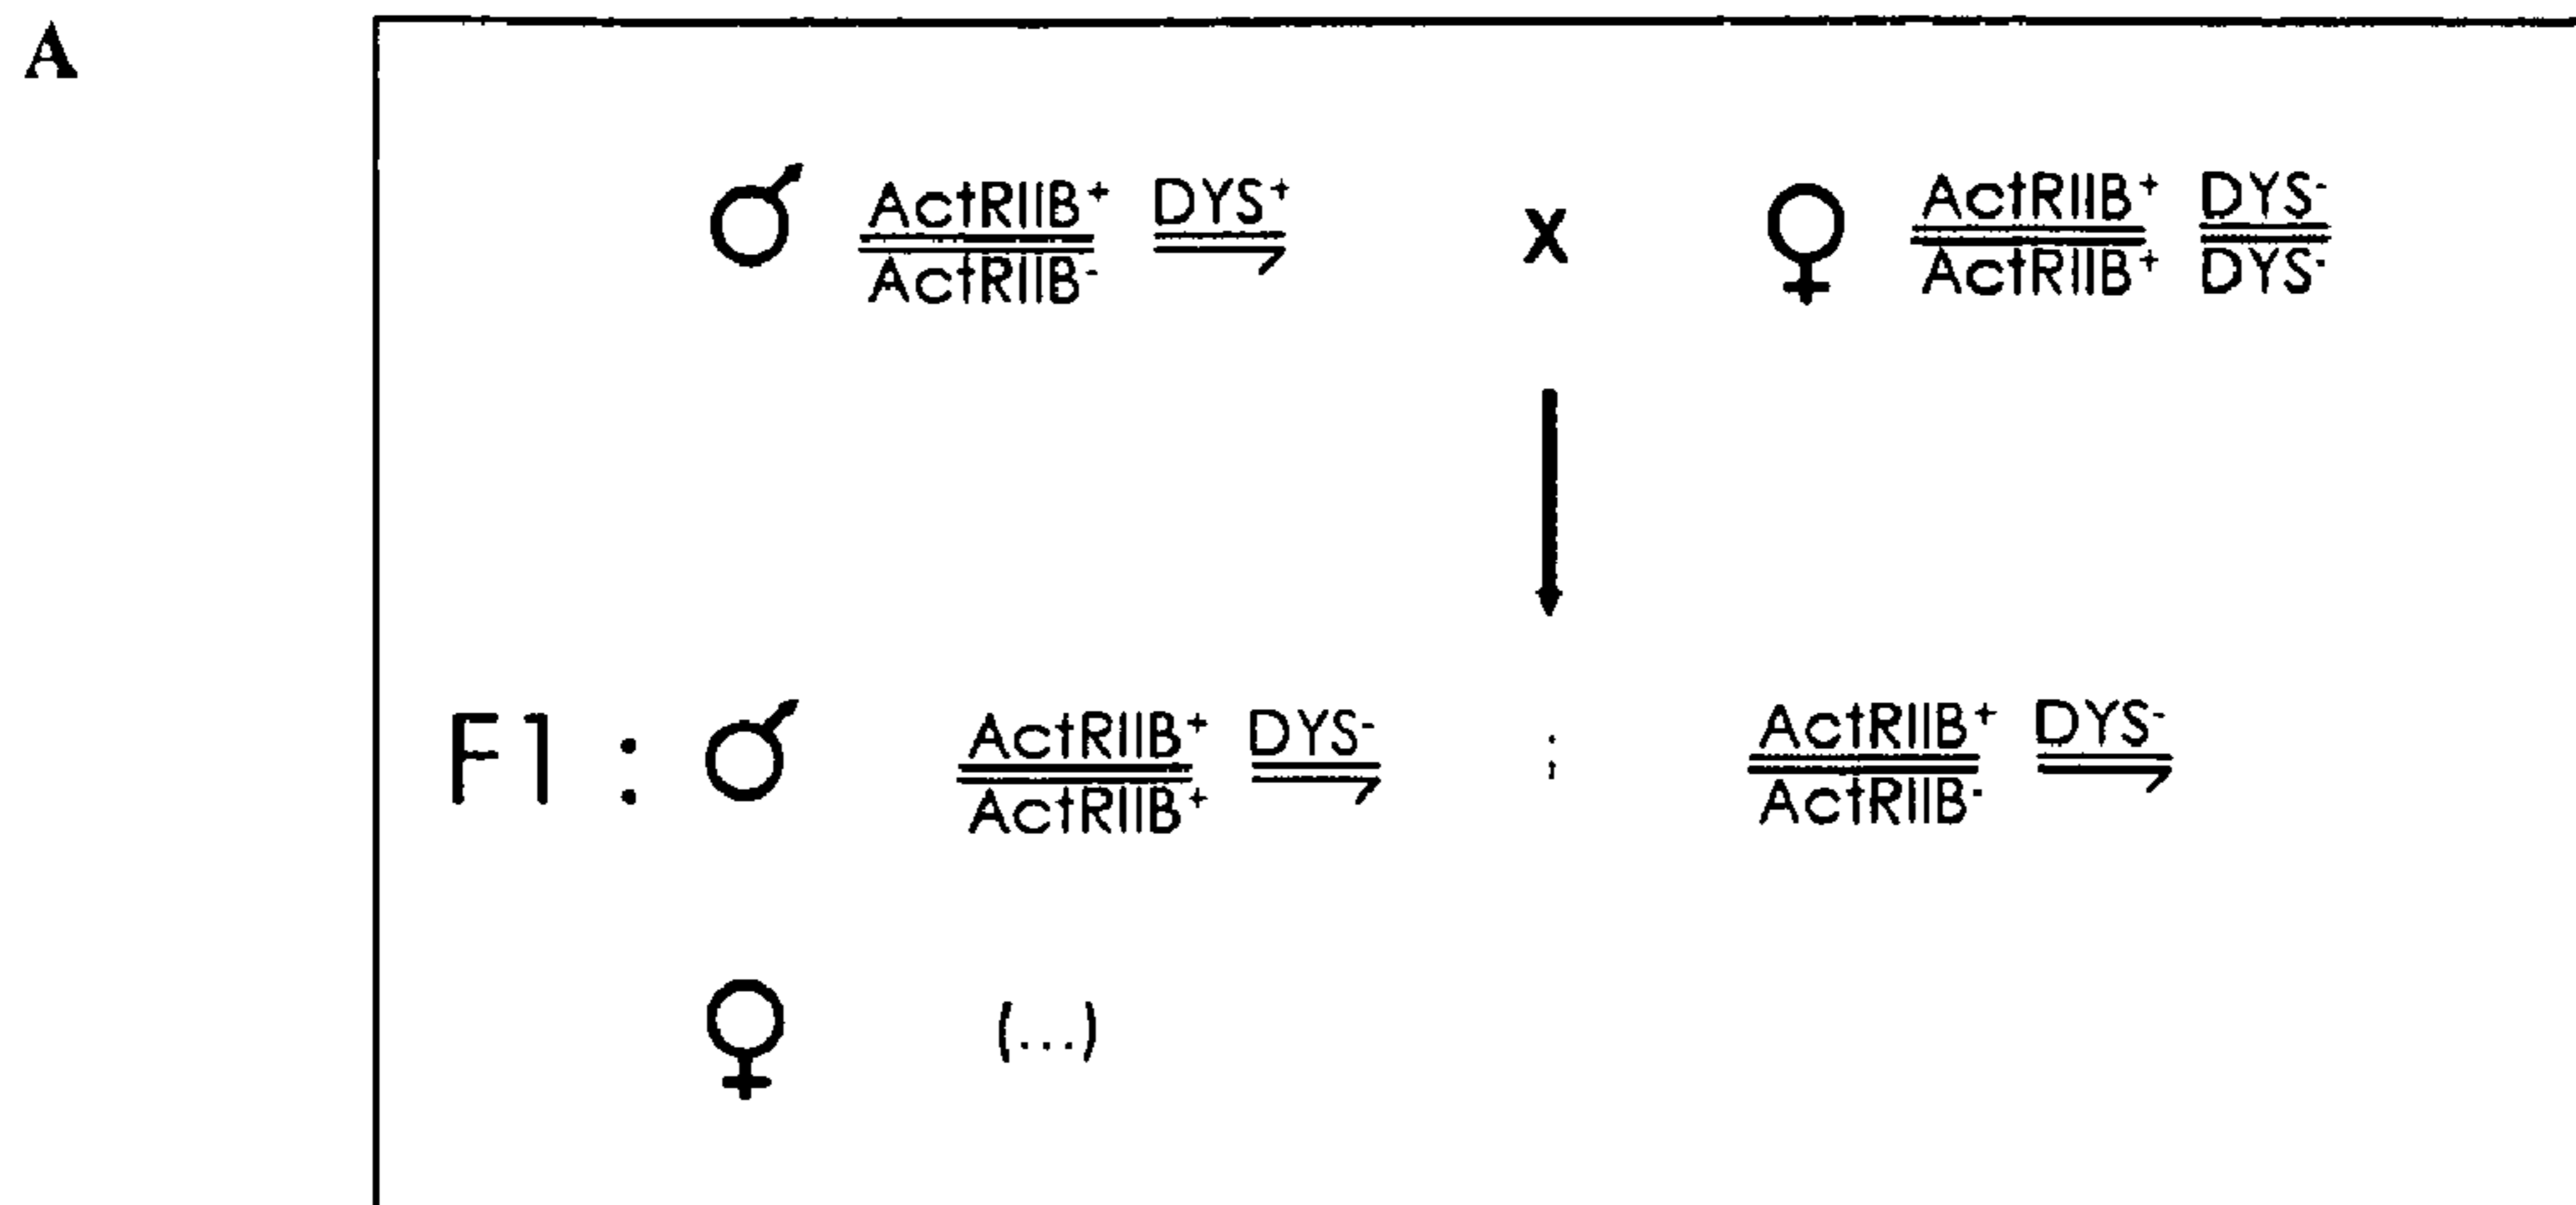 A
♂ ActRIIB⁺ DYS⁺ x ♀ ActRIIB⁺ DYS⁻
ActRIIB⁻ ActRIIB⁺ DYS⁻
F1 : ♂ ActRIIB⁺ DYS⁻ : ActRIIB⁺ DYS⁻
ActRIIB⁺ ActRIIB⁻
♀ (...)